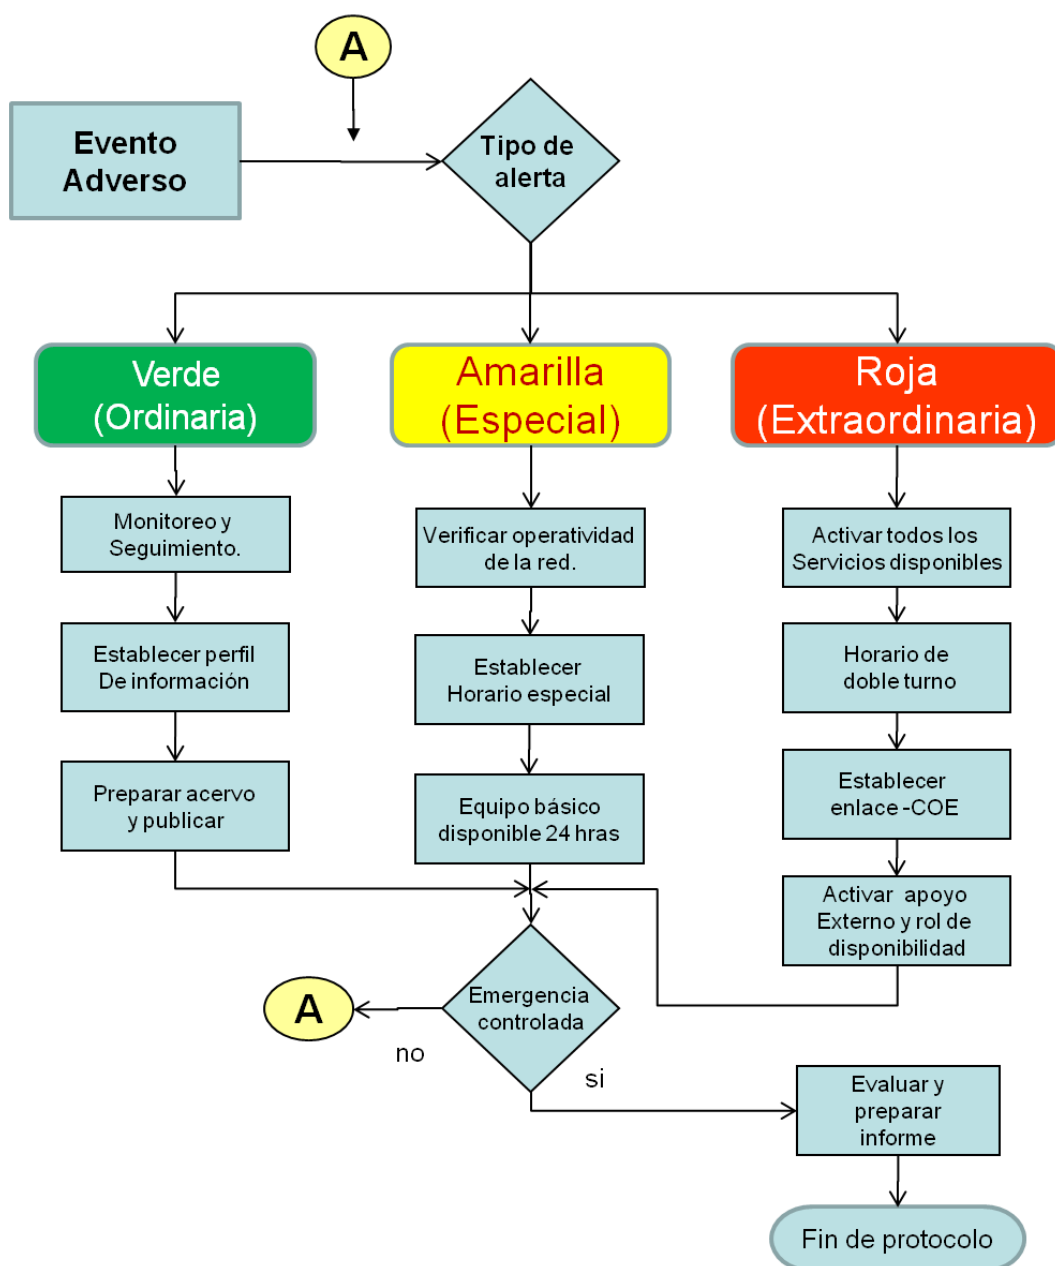 A
Evento
Adverso
Tipo de
alerta
Verde
(Ordinaria)
Amarilla
(Especial)
Roja
(Extraordinaria)
Monitoreo y
Seguimiento.
Verificar operatividad
de la red.
Activar todos los
Servicios disponibles
Establecer perfil
De información
Establecer
Horario especial
Horario de
doble turno
Preparar acervo
y publicar
Equipo básico
disponible 24 hras
Establecer
enlace -COE
Activar apoyo
Externo y rol de
disponibilidad
Emergencia
controlada
A
no
si
Evaluar y
preparar
informe
Fin de protocolo